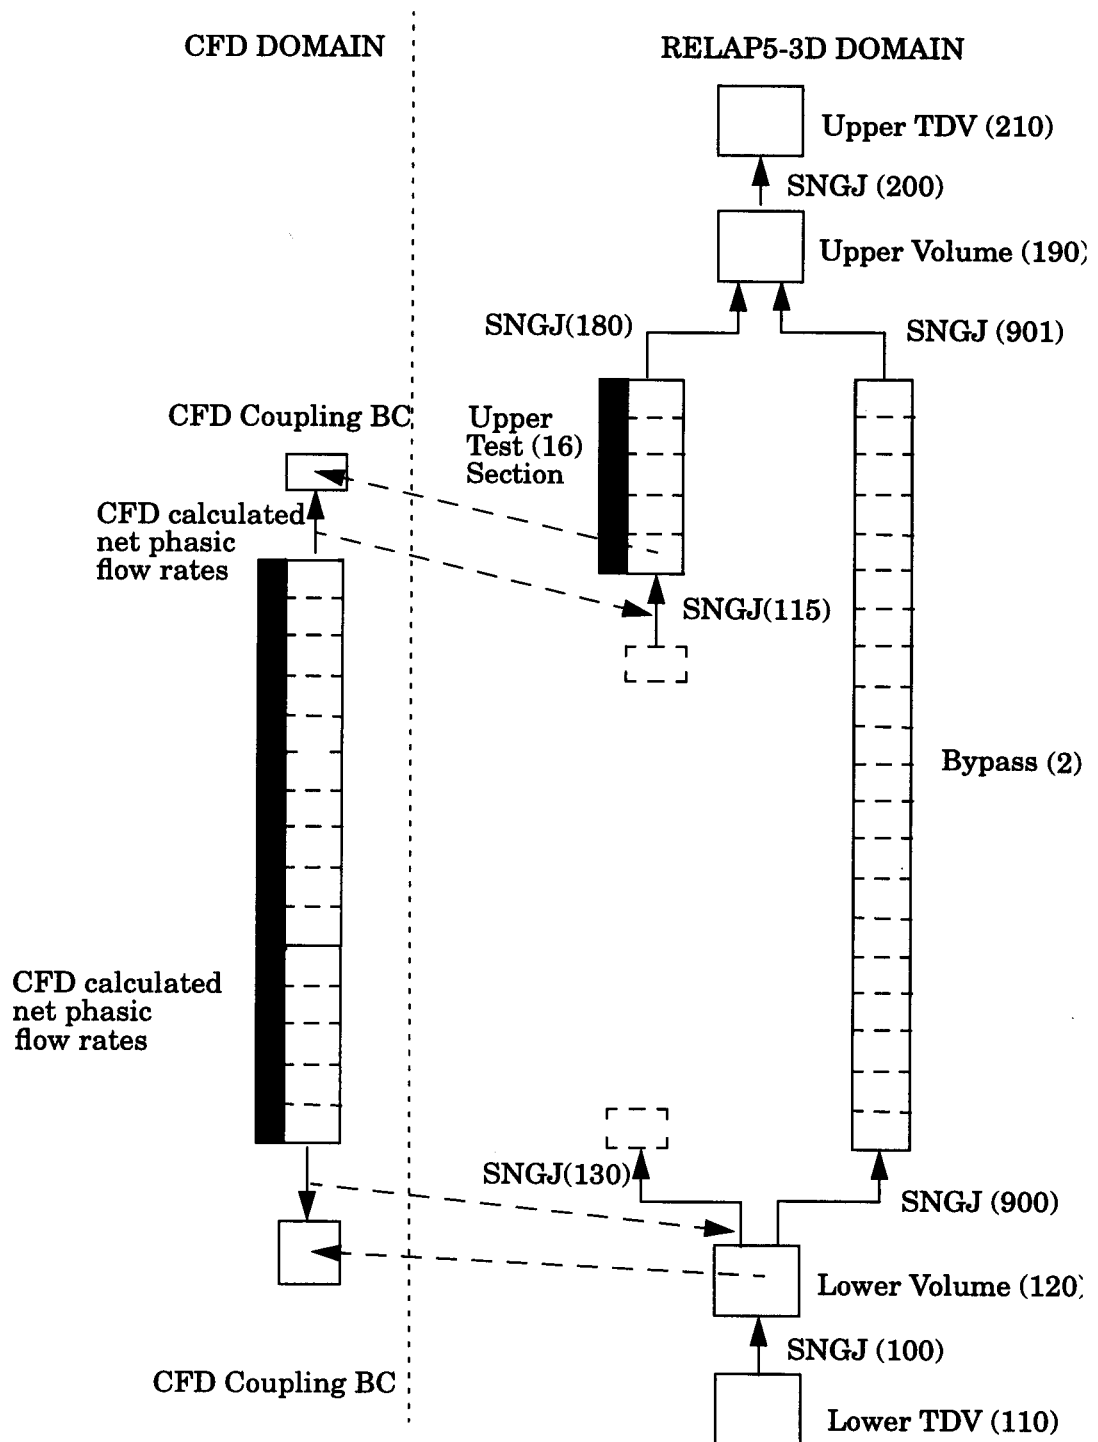 CFD DOMAIN
RELAP5-3D DOMAIN
Upper TDV (210)
SNGJ (200)
Upper Volume (190)
SNGJ(180)
SNGJ (901)
CFD Coupling BC
Upper
Test (16)
Section
CFD calculated
net phasic
flow rates
SNGJ(115)
Bypass (2)
CFD calculated
net phasic
flow rates
SNGJ(130)
SNGJ (900)
Lower Volume (120)
SNGJ (100)
CFD Coupling BC
Lower TDV (110)